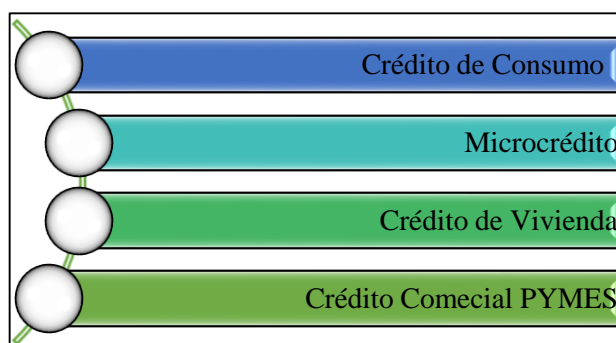 Crédito de Consumo
Microcrédito
Crédito de Vivienda
Crédito Comecial PYMES